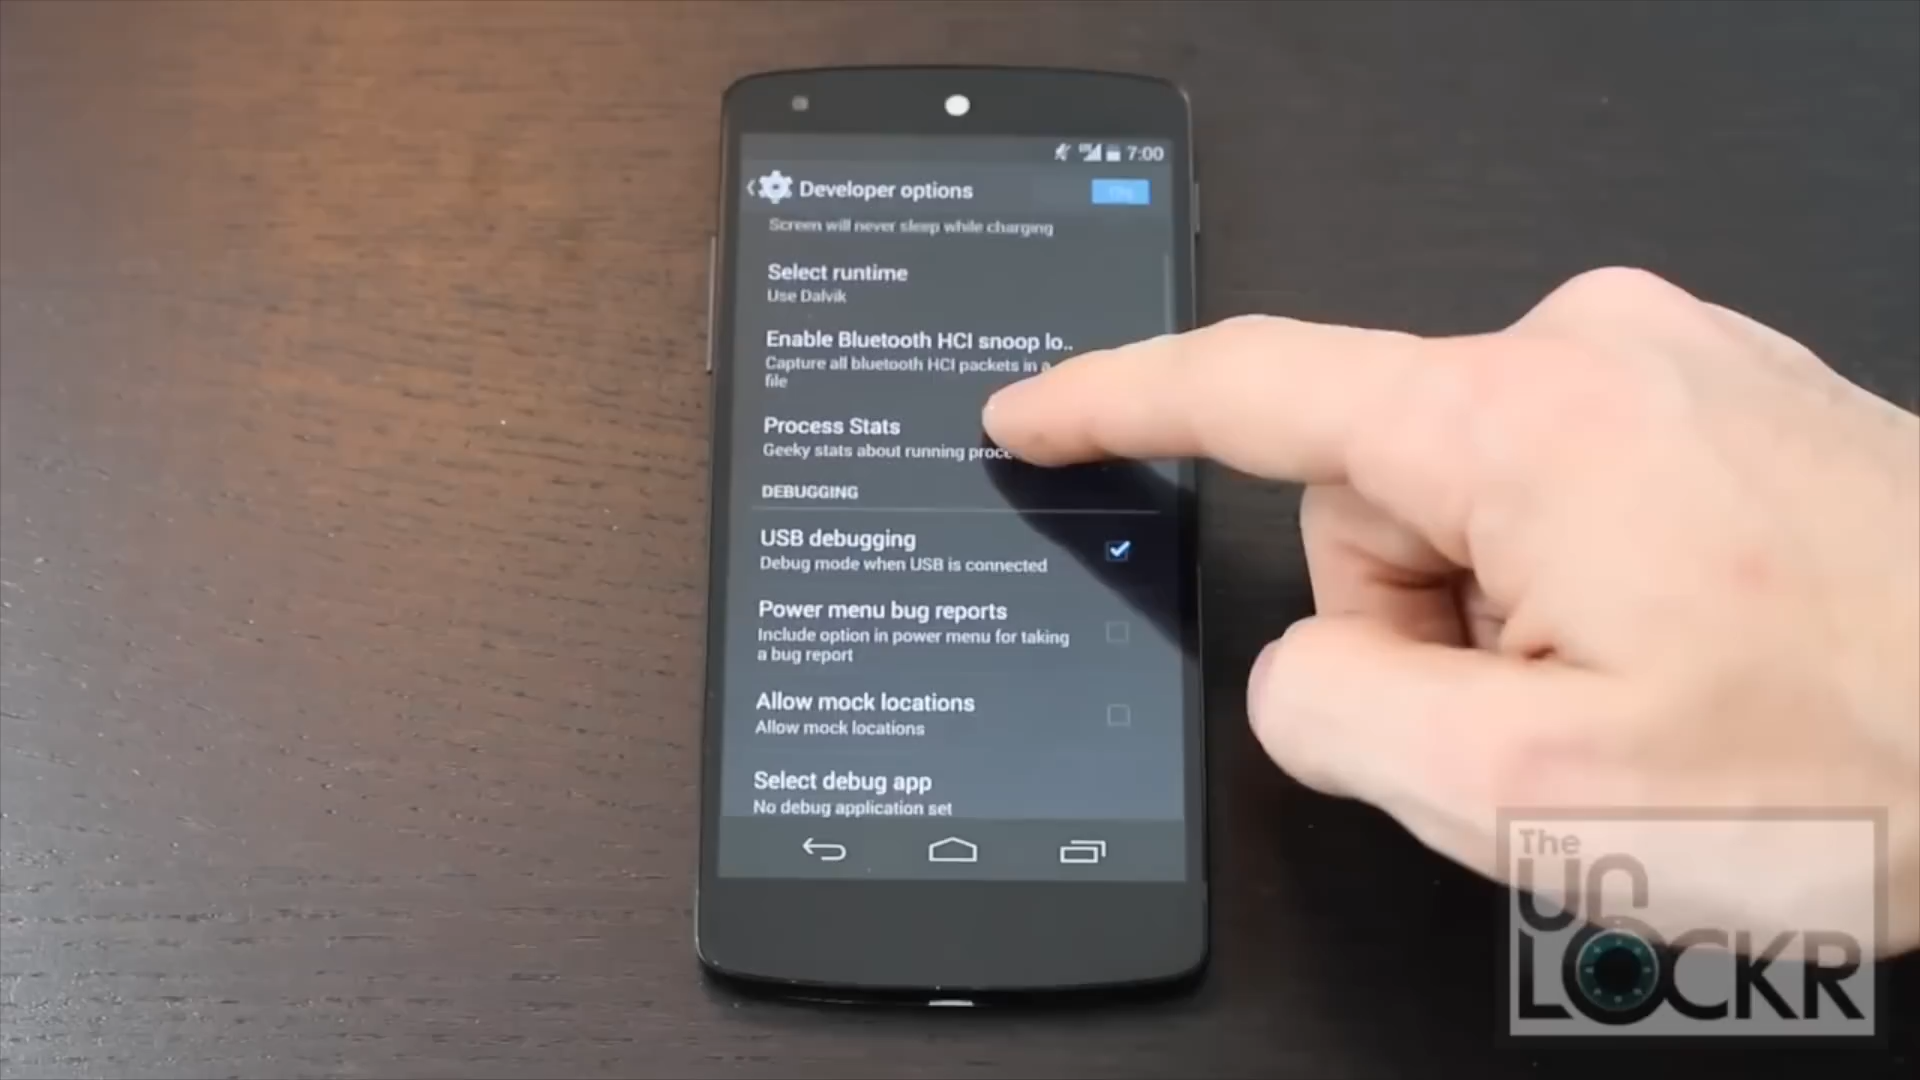 7:00
Developer options
Screen will never sleep while charging
Select runtime
Use Dalvik
Enable Bluetooth HCI snoop lo..
Capture all bluetooth HCI packets in a
file
Process Stats
Geeky stats about running
DEBUGGING
USB debugging
Debug mode when USB is connected
Power menu bug reports
Include option in power menu for taking
a bug report
Allow mock locations
Allow mock locations
Select debug app
No debug application set
The
UN
LOCKR